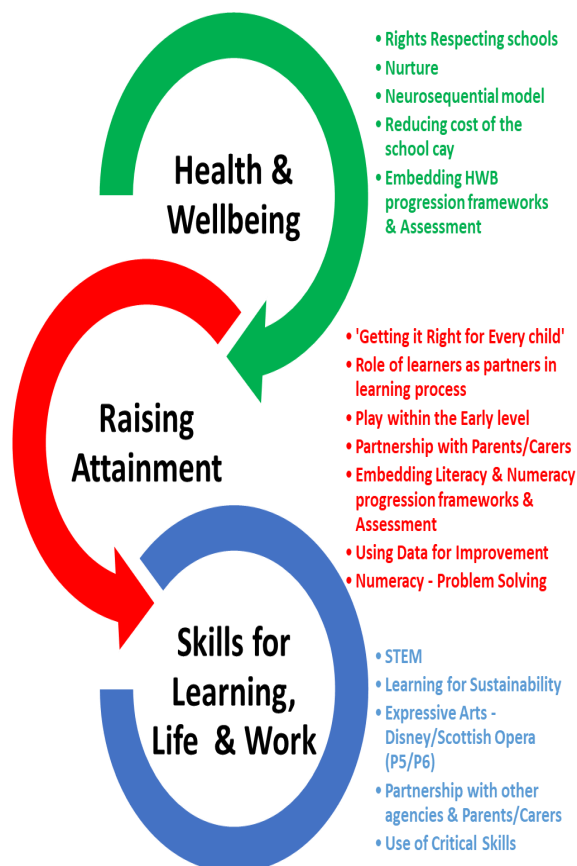 Health &
Wellbeing
• Rights Respecting schools
• Nurture
• Neurosequential model
• Reducing cost of the
school cay
• Embedding HWB
progression frameworks
& Assessment
Raising
Attainment
• 'Getting it Right for Every child'
• Role of learners as partners in
learning process
• Play within the Early level
• Partnership with Parents/Carers
• Embedding Literacy & Numeracy
progression frameworks &
Assessment
• Using Data for Improvement
• Numeracy - Problem Solving
Skills for
Learning,
Life & Work
• STEM
• Learning for Sustainability
• Expressive Arts -
Disney/Scottish Opera
(P5/P6)
• Partnership with other
agencies & Parents/Carers
• Use of Critical Skills